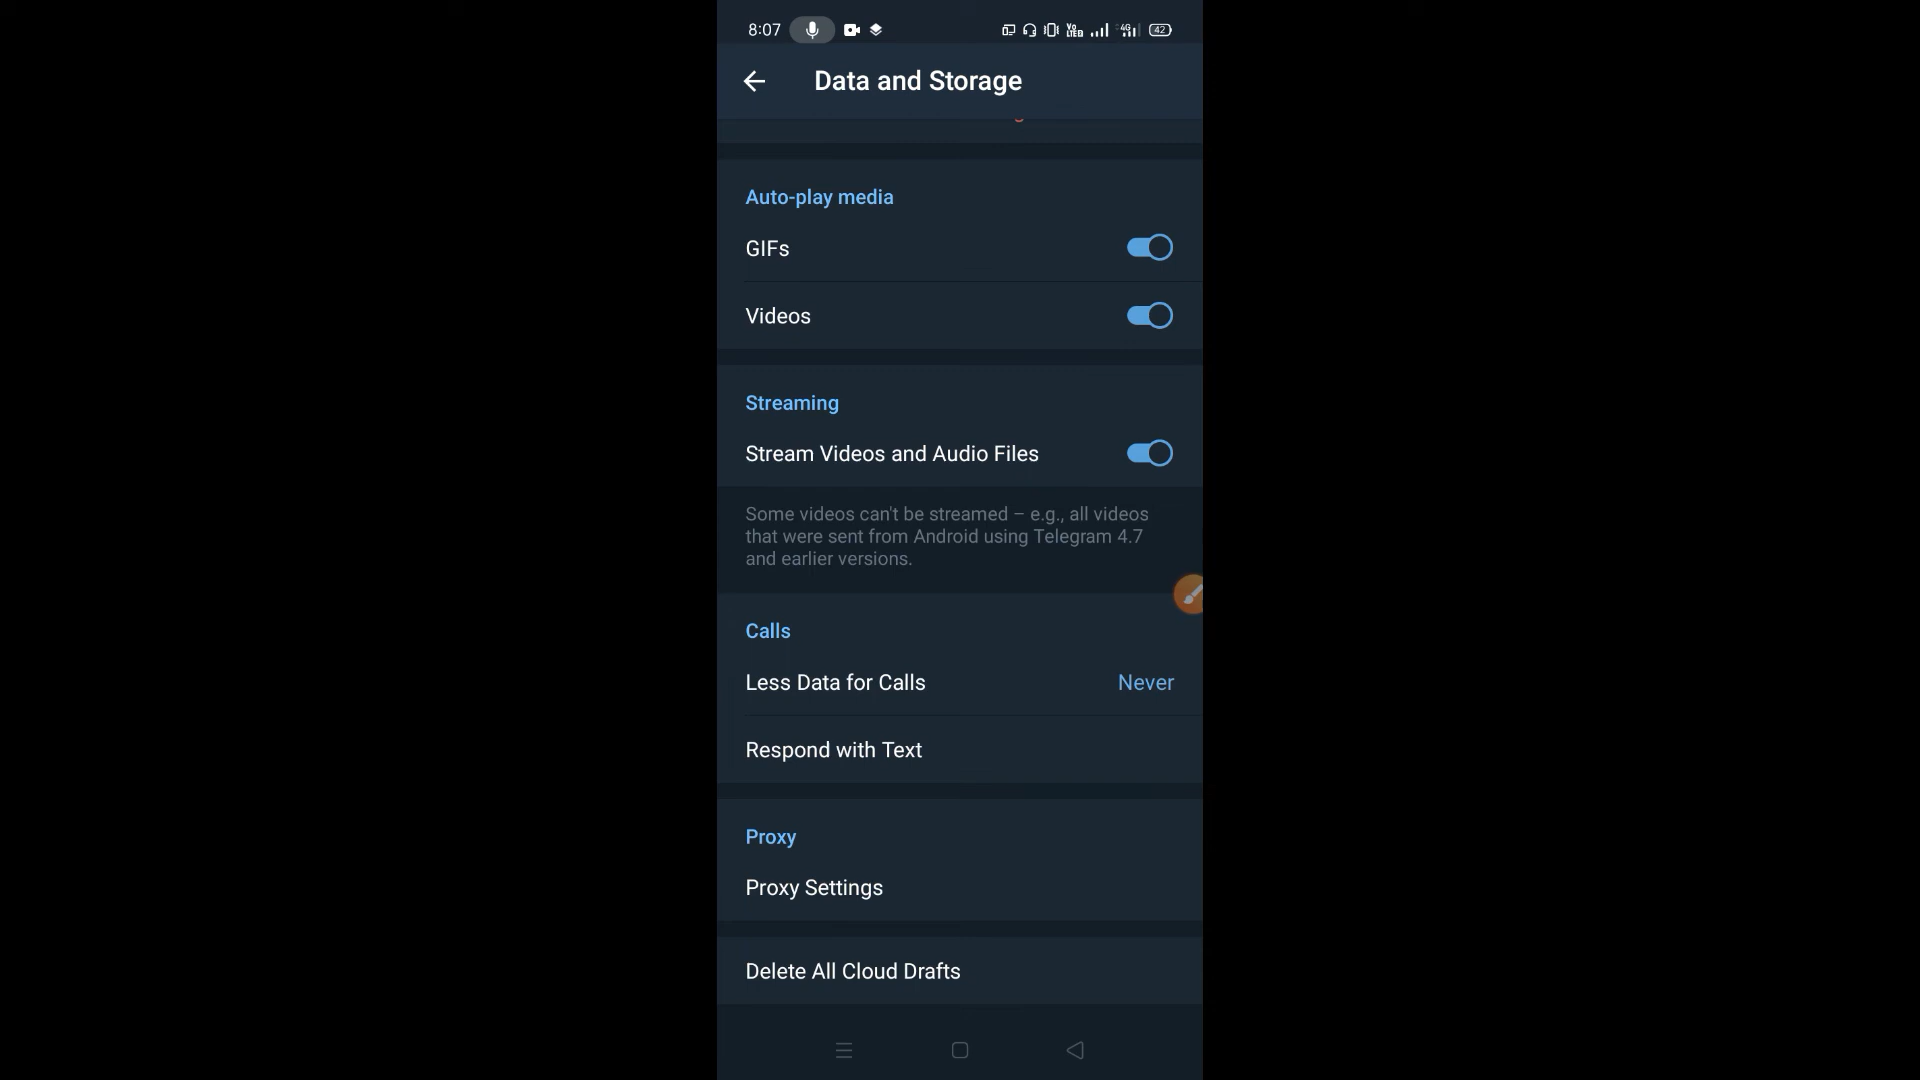 8:07
42
Data and Storage
Auto-play media
GIFs
Videos
Streaming
Stream Videos and Audio Files
Some videos can't be streamed – e.g., all videos
that were sent from Android using Telegram 4.7
and earlier versions.
Calls
Less Data for Calls Never
Respond with Text
Proxy
Proxy Settings
Delete All Cloud Drafts